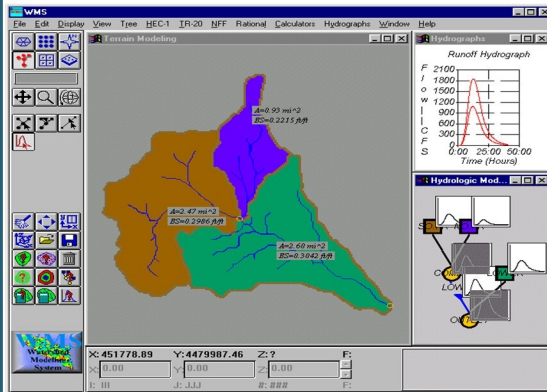 WMS
File Edit Display View Tree HEC-1 TR-20 NFF Rational Calculators Hydrographs Window Help
Terrain Modeling
A=0.93 mi^2
BS=0.2215 ft/ft
A=2.47 mi^2
BS=0.2986 ft/ft
A=2.60 mi^2
BS=0.3042 ft/ft
Hydrographs
Runoff Hydrograph
Flow | CFS
2100
1800
1500
1200
900
600
300
0
0:00 25:00 50:00
Time (Hours)
Hydrologic Mod...
WMS
Watershed
Modeling
System
X: 451778.89 Y: 4479987.46 Z: ? F:
X: 0.00 Y: 0.00 Z: 0.00
I: III J: JJJ #: ### F: